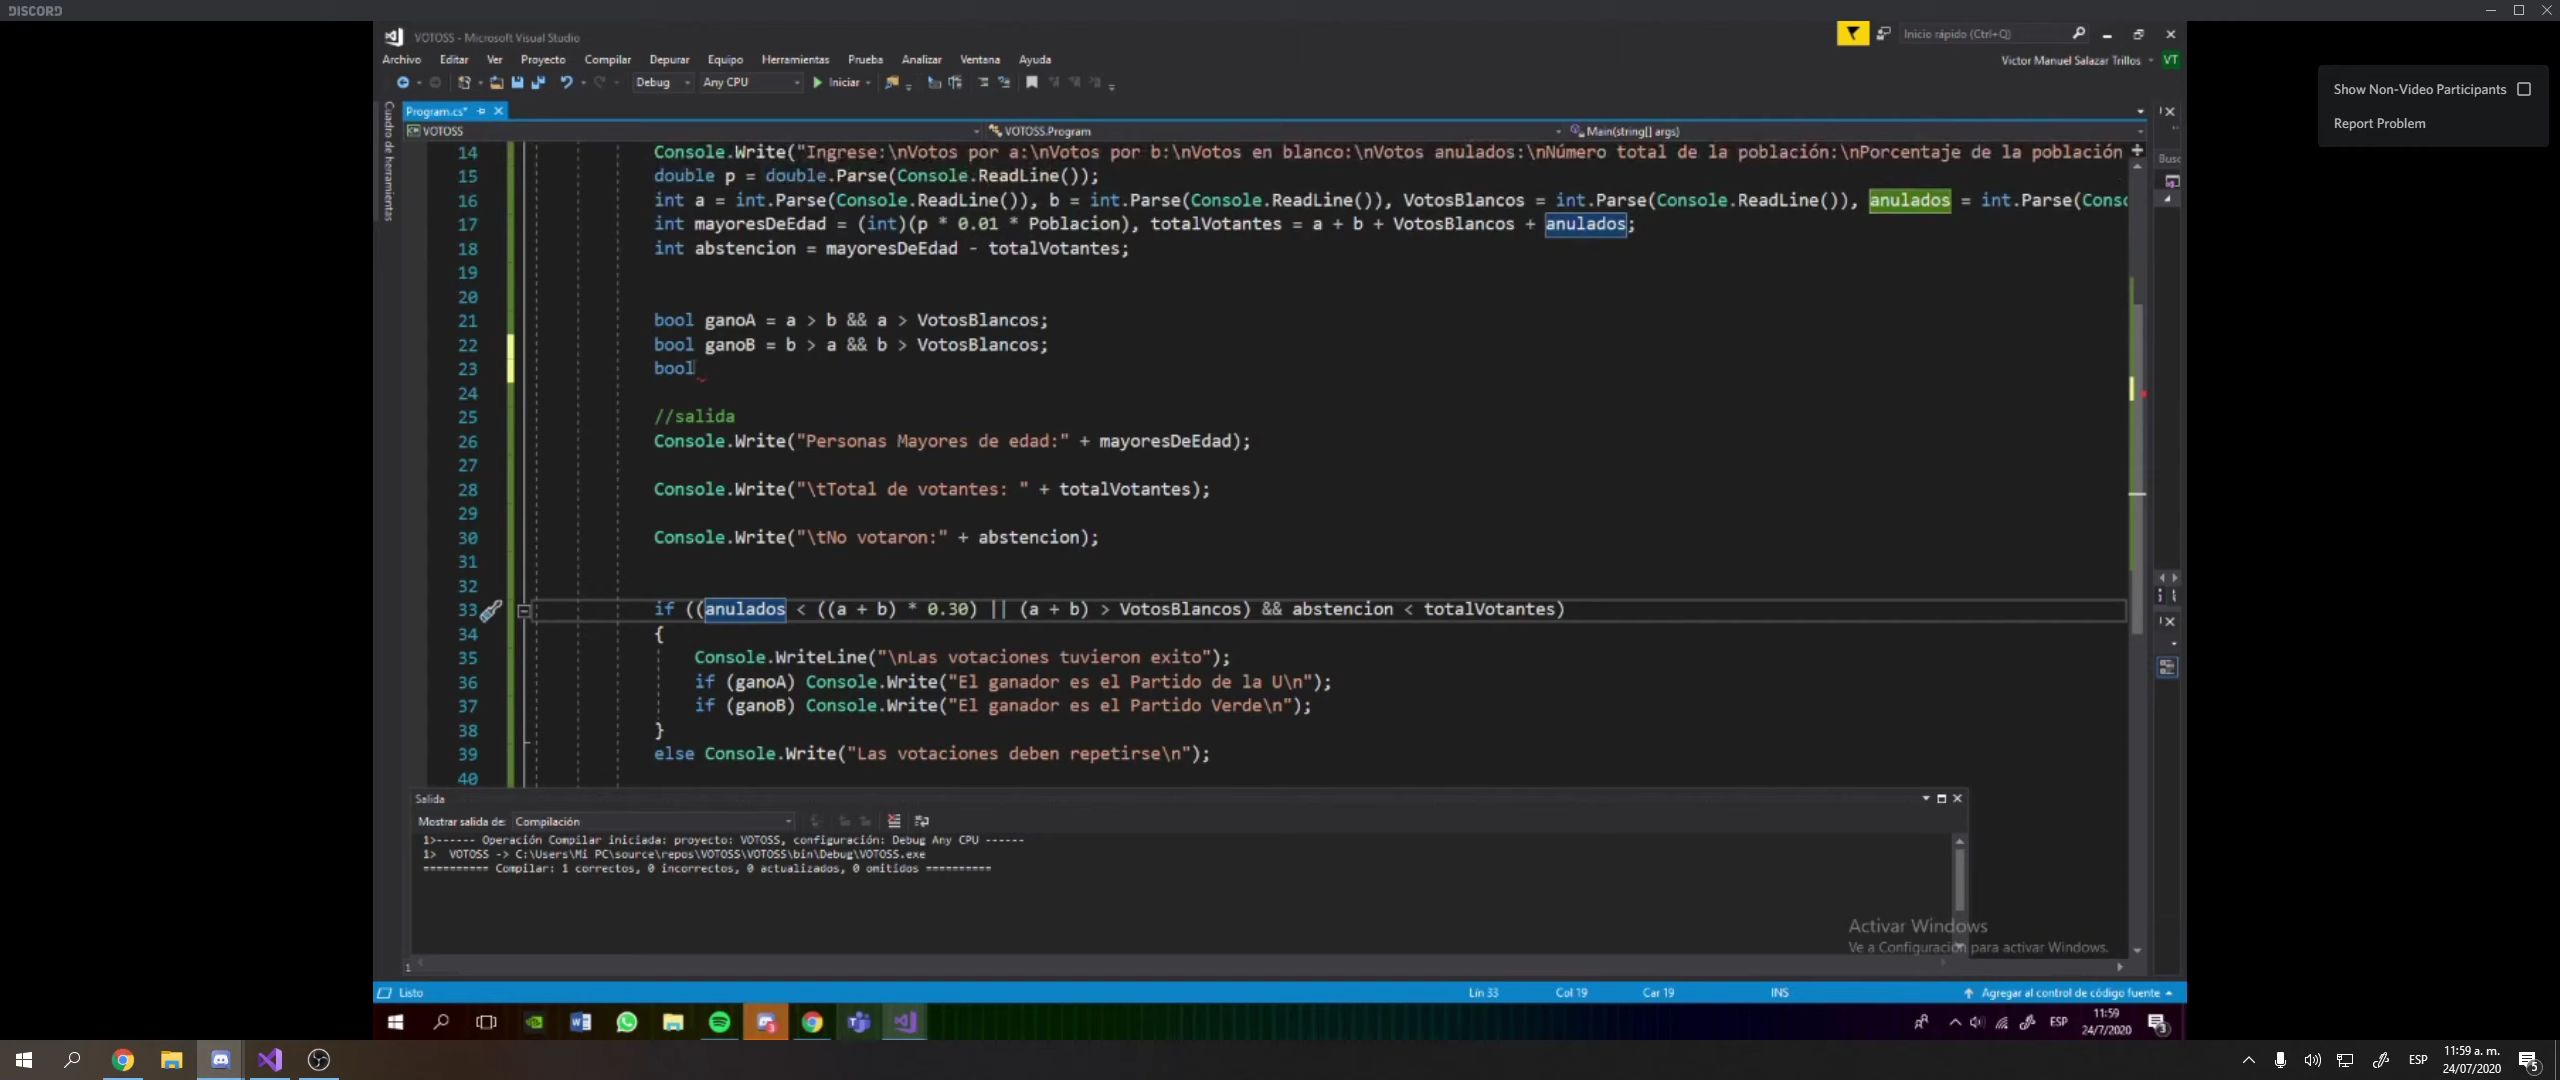 DISCORD
VOTOSS - Microsoft Visual Studio
Inicio rápido (Ctrl+Q)
Archivo Editar Ver Proyecto Compilar Depurar Equipo Herramientas Prueba Analizar Ventana Ayuda
Victor Manuel Salazar Trillos VT
Debug Any CPU Iniciar
Show Non-Video Participants
Report Problem
Cuadro de herramientas
Program.cs*
VOTOSS VOTOSS.Program Main(string[] args)
Busc
14 Console.Write("Ingrese:\nVotos por a:\nVotos por b:\nVotos en blanco:\nVotos anulados:\nNúmero total de la población:\nPorcentaje de la población
15 double p = double.Parse(Console.ReadLine());
16 int a = int.Parse(Console.ReadLine()), b = int.Parse(Console.ReadLine()), VotosBlancos = int.Parse(Console.ReadLine()), anulados = int.Parse(Conso
17 int mayoresDeEdad = (int)(p * 0.01 * Poblacion), totalVotantes = a + b + VotosBlancos + anulados;
18 int abstencion = mayoresDeEdad - totalVotantes;
19
20
21 bool ganoA = a > b && a > VotosBlancos;
22 bool ganoB = b > a && b > VotosBlancos;
23 bool
24
25 //salida
26 Console.Write("Personas Mayores de edad:" + mayoresDeEdad);
27
28 Console.Write("\tTotal de votantes: " + totalVotantes);
29
30 Console.Write("\tNo votaron:" + abstencion);
31
32
33 if ((anulados < ((a + b) * 0.30) || (a + b) > VotosBlancos) && abstencion < totalVotantes)
34 {
35 Console.WriteLine("\nLas votaciones tuvieron exito");
36 if (ganoA) Console.Write("El ganador es el Partido de la U\n");
37 if (ganoB) Console.Write("El ganador es el Partido Verde\n");
38 }
39 else Console.Write("Las votaciones deben repetirse\n");
40
Salida
Mostrar salida de: Compilación
1>------ Operación Compilar iniciada: proyecto: VOTOSS, configuración: Debug Any CPU ------
1> VOTOSS -> C:\Users\Mi PC\source\repos\VOTOSS\VOTOSS\bin\Debug\VOTOSS.exe
========== Compilar: 1 correctos, 0 incorrectos, 0 actualizados, 0 omitidos ==========
Activar Windows
Ve a Configuración para activar Windows.
1
Listo Lín 33 Col 19 Car 19 INS Agregar al control de código fuente
ESP 11:59
24/7/2020 3
ESP 11:59 a. m.
24/07/2020 5